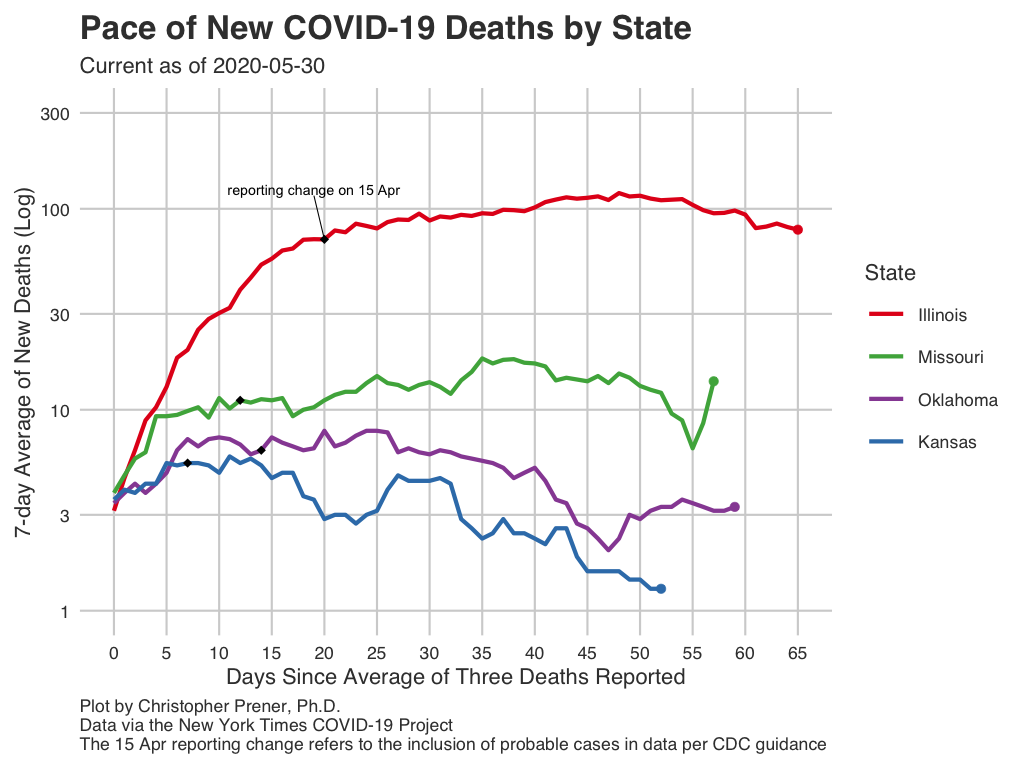 Pace of New COVID-19 Deaths by State
Current as of 2020-05-30
7-day Average of New Deaths (Log)
300
100
30
10
3
1
reporting change on 15 Apr
State
Illinois
Missouri
Oklahoma
Kansas
0 5 10 15 20 25 30 35 40 45 50 55 60 65
Days Since Average of Three Deaths Reported
Plot by Christopher Prener, Ph.D.
Data via the New York Times COVID-19 Project
The 15 Apr reporting change refers to the inclusion of probable cases in data per CDC guidance